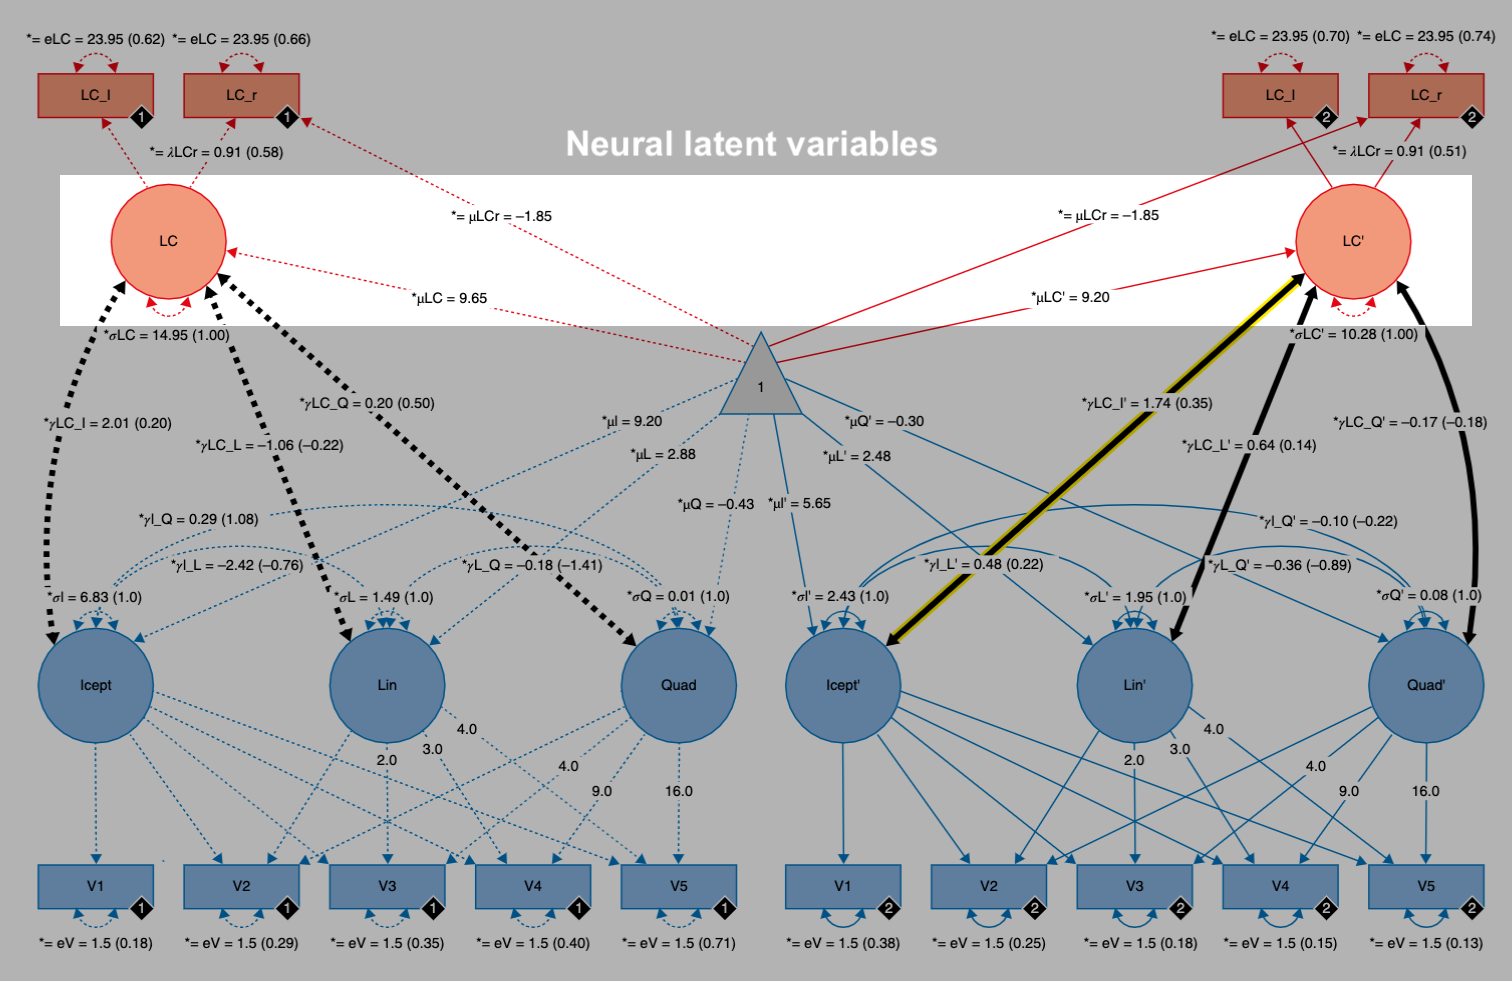 *= eLC = 23.95 (0.62)
*= eLC = 23.95 (0.66)
*= eLC = 23.95 (0.70)
*= eLC = 23.95 (0.74)
LC_l
1
LC_r
1
LC_l
2
LC_r
2
Neural latent variables
*= λLCr = 0.91 (0.58)
*= λLCr = 0.91 (0.51)
*= μLCr = –1.85
*= μLCr = –1.85
LC
LC'
*μLC = 9.65
*μLC' = 9.20
*σLC = 14.95 (1.00)
*σLC' = 10.28 (1.00)
1
*γLC_I = 2.01 (0.20)
*γLC_L = –1.06 (–0.22)
*γLC_Q = 0.20 (0.50)
*μI = 9.20
*μL = 2.88
*μQ = –0.43
*μI' = 5.65
*μL' = 2.48
*μQ' = –0.30
*γLC_I' = 1.74 (0.35)
*γLC_L' = 0.64 (0.14)
*γLC_Q' = –0.17 (–0.18)
*γI_Q = 0.29 (1.08)
*γI_L = –2.42 (–0.76)
*γL_Q = –0.18 (–1.41)
*γI_Q' = –0.10 (–0.22)
*γI_L' = 0.48 (0.22)
*γL_Q' = –0.36 (–0.89)
*σI = 6.83 (1.0)
*σL = 1.49 (1.0)
*σQ = 0.01 (1.0)
*σI' = 2.43 (1.0)
*σL' = 1.95 (1.0)
*σQ' = 0.08 (1.0)
Icept
Lin
Quad
Icept'
Lin'
Quad'
2.0
3.0
4.0
4.0
9.0
16.0
2.0
3.0
4.0
4.0
9.0
16.0
V1
1
V2
1
V3
1
V4
1
V5
1
V1
2
V2
2
V3
2
V4
2
V5
2
*= eV = 1.5 (0.18)
*= eV = 1.5 (0.29)
*= eV = 1.5 (0.35)
*= eV = 1.5 (0.40)
*= eV = 1.5 (0.71)
*= eV = 1.5 (0.38)
*= eV = 1.5 (0.25)
*= eV = 1.5 (0.18)
*= eV = 1.5 (0.15)
*= eV = 1.5 (0.13)